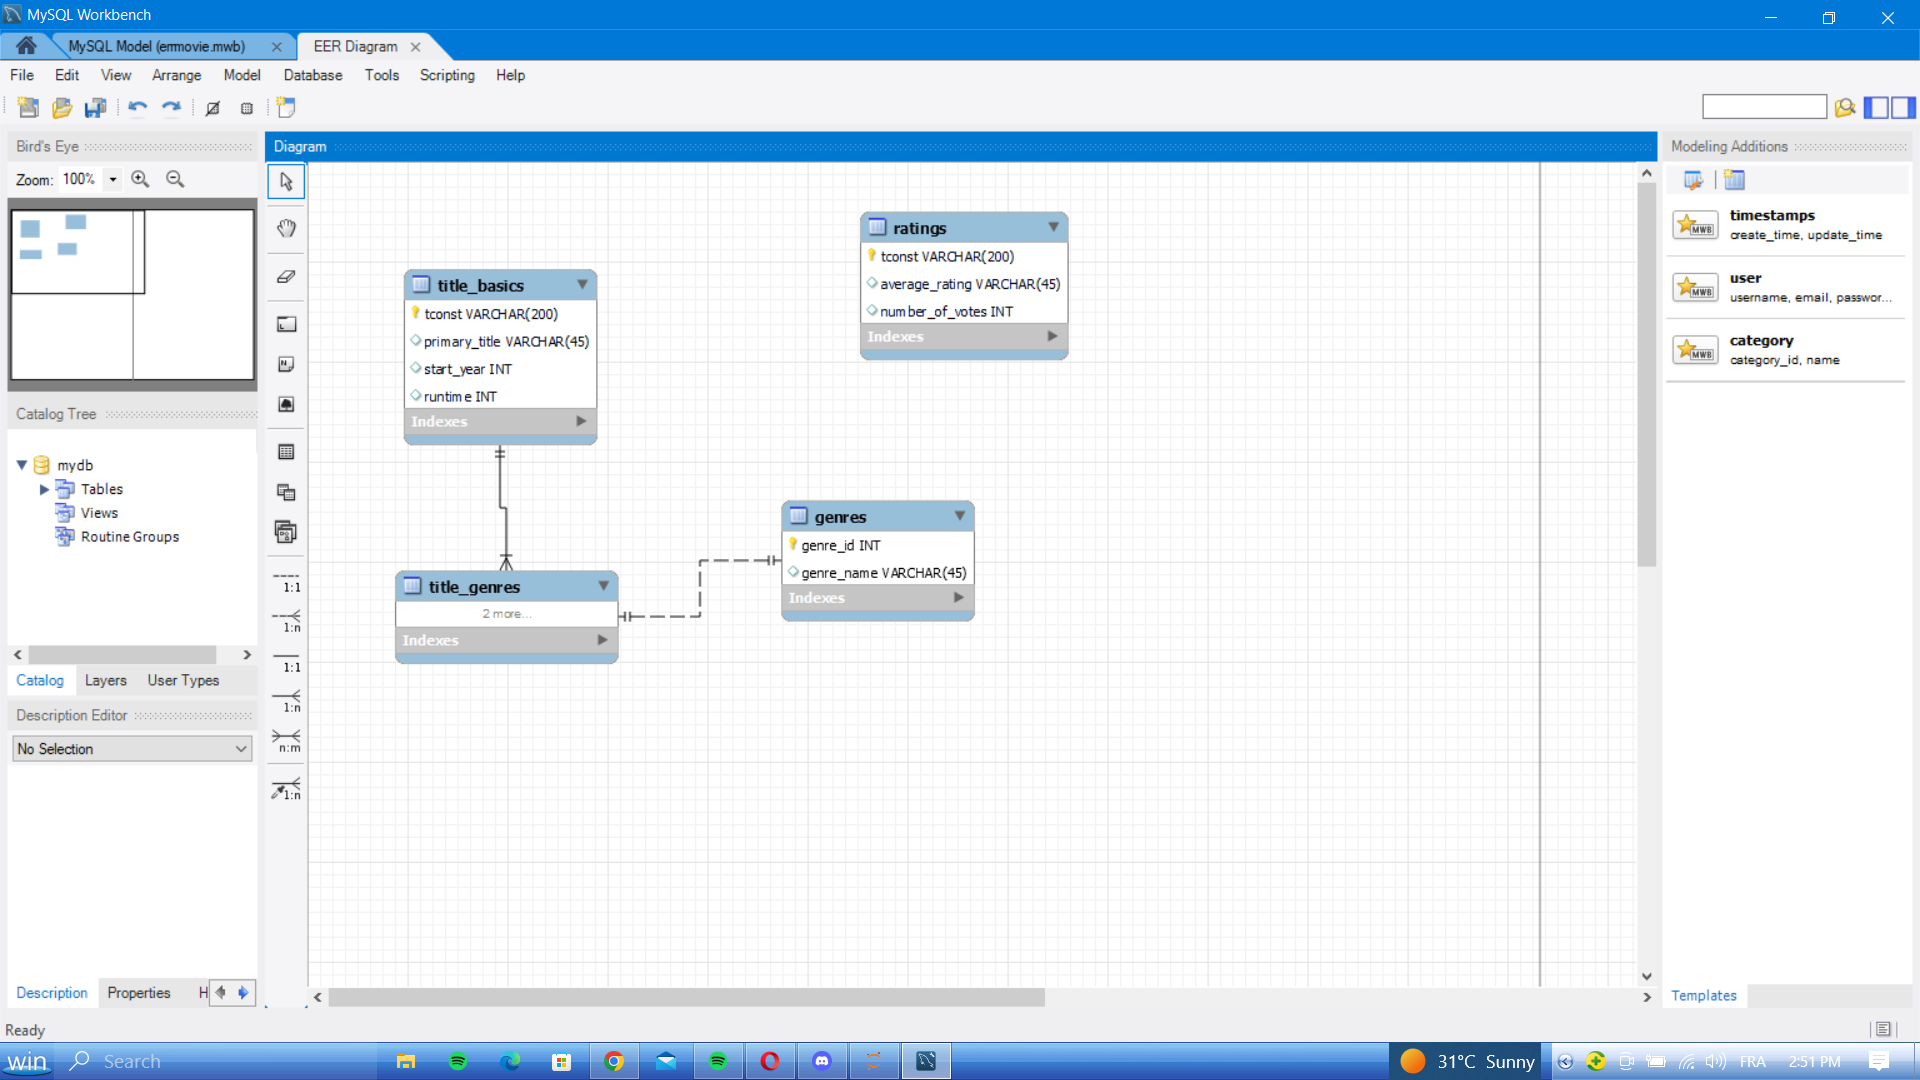 MySQL Workbench
MySQL Model (errmovie.mwb)
EER Diagram
File Edit View Arrange Model Database Tools Scripting Help
Bird's Eye
Zoom: 100%
Catalog Tree
mydb
Tables
Views
Routine Groups
Catalog Layers User Types
Description Editor
No Selection
Description Properties H
Diagram
1:1
1:n
1:1
1:n
n:m
1:n
title_basics
tconst VARCHAR(200)
primary_title VARCHAR(45)
start_year INT
runtime INT
Indexes
ratings
tconst VARCHAR(200)
average_rating VARCHAR(45)
number_of_votes INT
Indexes
title_genres
2 more...
Indexes
genres
genre_id INT
genre_name VARCHAR(45)
Indexes
Modeling Additions
MWB
timestamps
create_time, update_time
MWB
user
username, email, passwor...
MWB
category
category_id, name
Templates
Ready
win
Search
31°C Sunny
FRA
2:51 PM